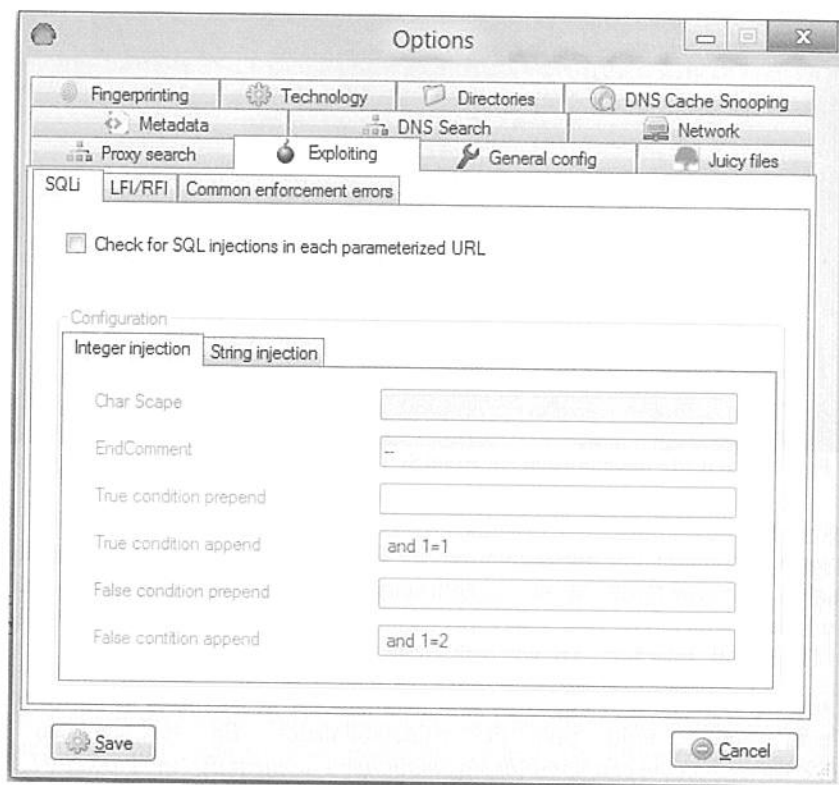 Options
Fingerprinting Technology Directories DNS Cache Snooping
Metadata DNS Search Network
Proxy search Exploiting General config Juicy files
SQLi LFI/RFI Common enforcement errors
Check for SQL injections in each parameterized URL
Configuration
Integer injection String injection
Char Scape
EndComment --
True condition prepend
True condition append and 1=1
False condition prepend
False contition append and 1=2
Save Cancel